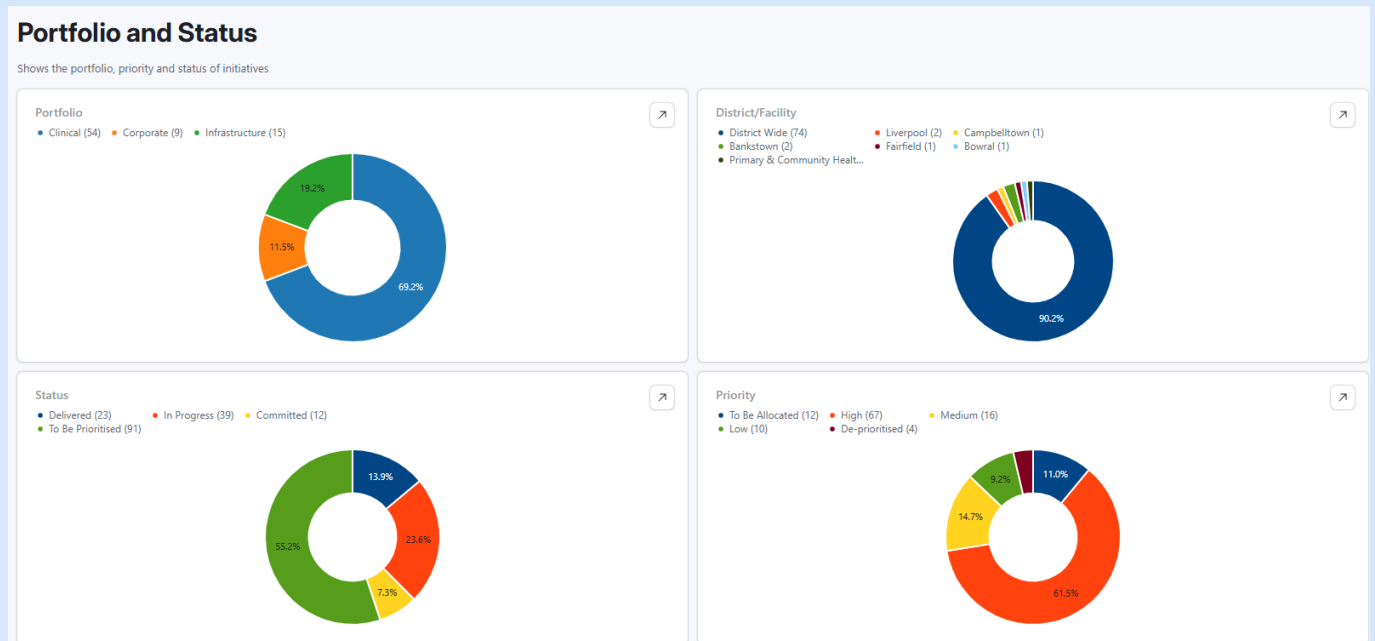 Portfolio and Status
Shows the portfolio, priority and status of initiatives
Portfolio
Clinical (54) Corporate (9) Infrastructure (15)
19.2%
11.5%
69.2%
District/Facility
District Wide (74) Liverpool (2) Campbelltown (1)
Bankstown (2) Fairfield (1) Bowral (1)
Primary & Community Healt...
90.2%
Status
Delivered (23) In Progress (39) Committed (12)
To Be Prioritised (91)
13.9%
23.6%
55.2%
7.3%
Priority
To Be Allocated (12) High (67) Medium (16)
Low (10) De-prioritised (4)
11.0%
9.2%
14.7%
61.5%